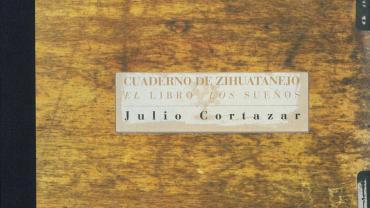 CUADERNO DE ZIHUATANEJO
EL LIBRO LOS SUEÑOS
Julio Cortazar